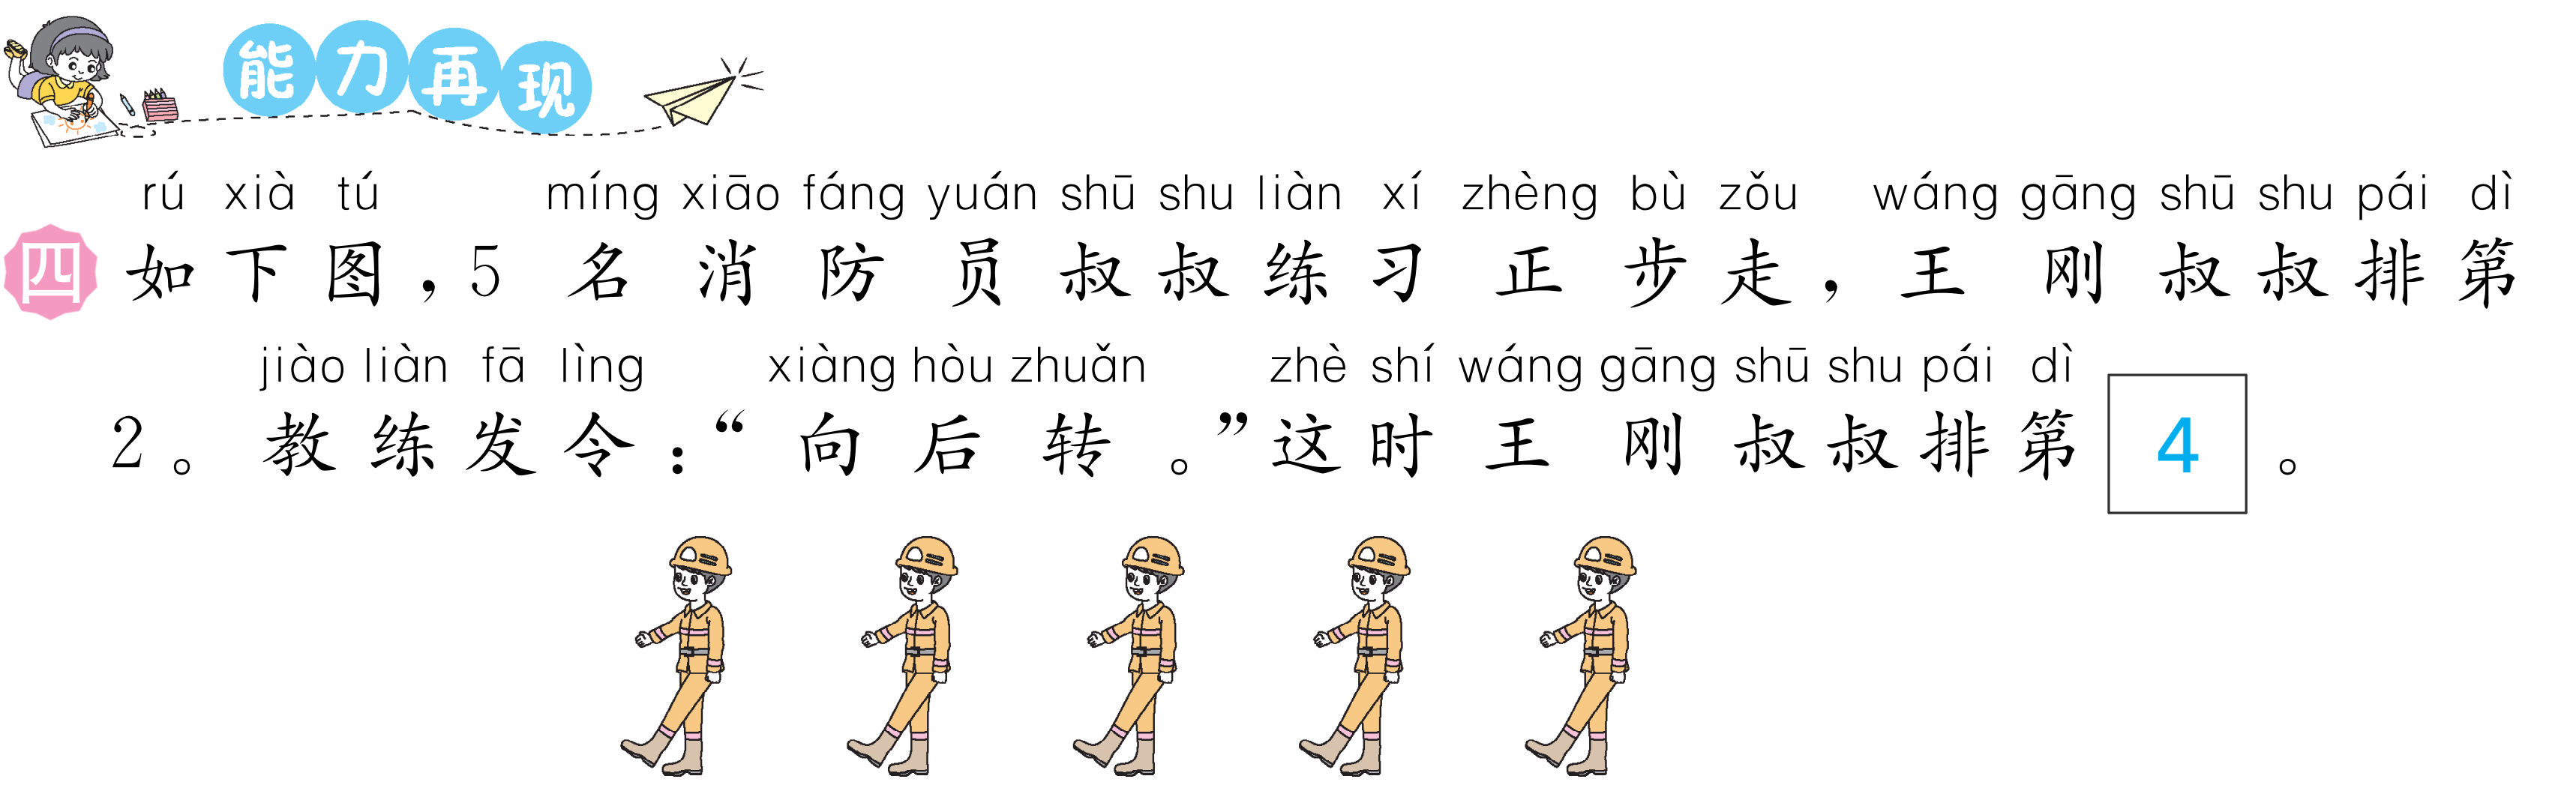 能力再现
rú xià tú míng xiāo fáng yuán shū shu liàn xí zhèng bù zǒu wáng gāng shū shu pái dì
四 如下图，5名消防员叔叔练习正步走，王刚叔叔排第
jiào liàn fā lìng xiàng hòu zhuǎn zhè shí wáng gāng shū shu pái dì
2。教练发令：“向后转。”这时王刚叔叔排第 4 。